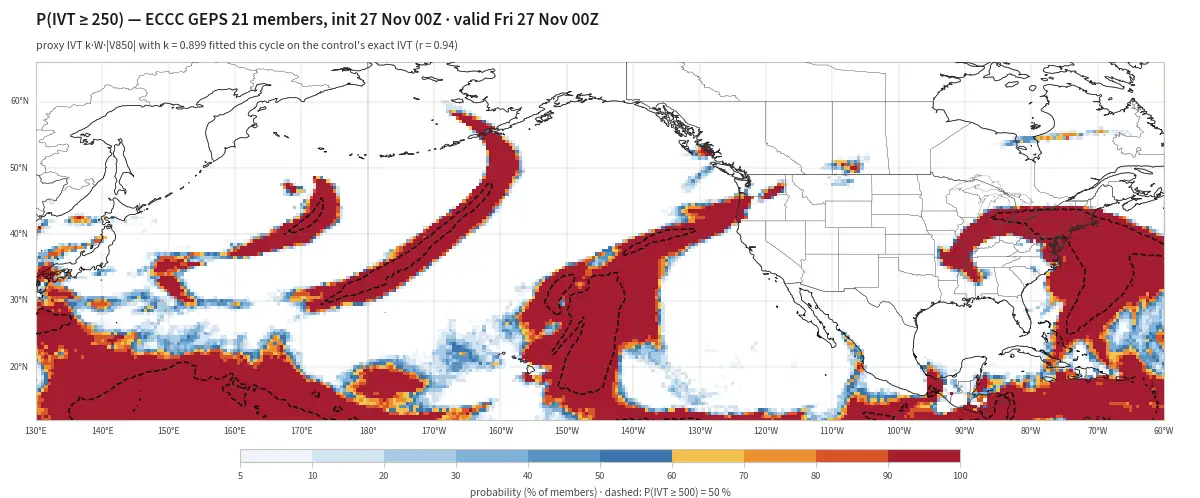 P(IVT ≥ 250) — ECCC GEPS 21 members, init 27 Nov 00Z · valid Fri 27 Nov 00Z
proxy IVT k·W·|V850| with k = 0.899 fitted this cycle on the control's exact IVT (r = 0.94)
60°N
50°N
40°N
30°N
20°N
130°E 140°E 150°E 160°E 170°E 180° 170°W 160°W 150°W 140°W 130°W 120°W 110°W 100°W 90°W 80°W 70°W 60°W
5 10 20 30 40 50 60 70 80 90 100
probability (% of members) · dashed: P(IVT ≥ 500) = 50 %